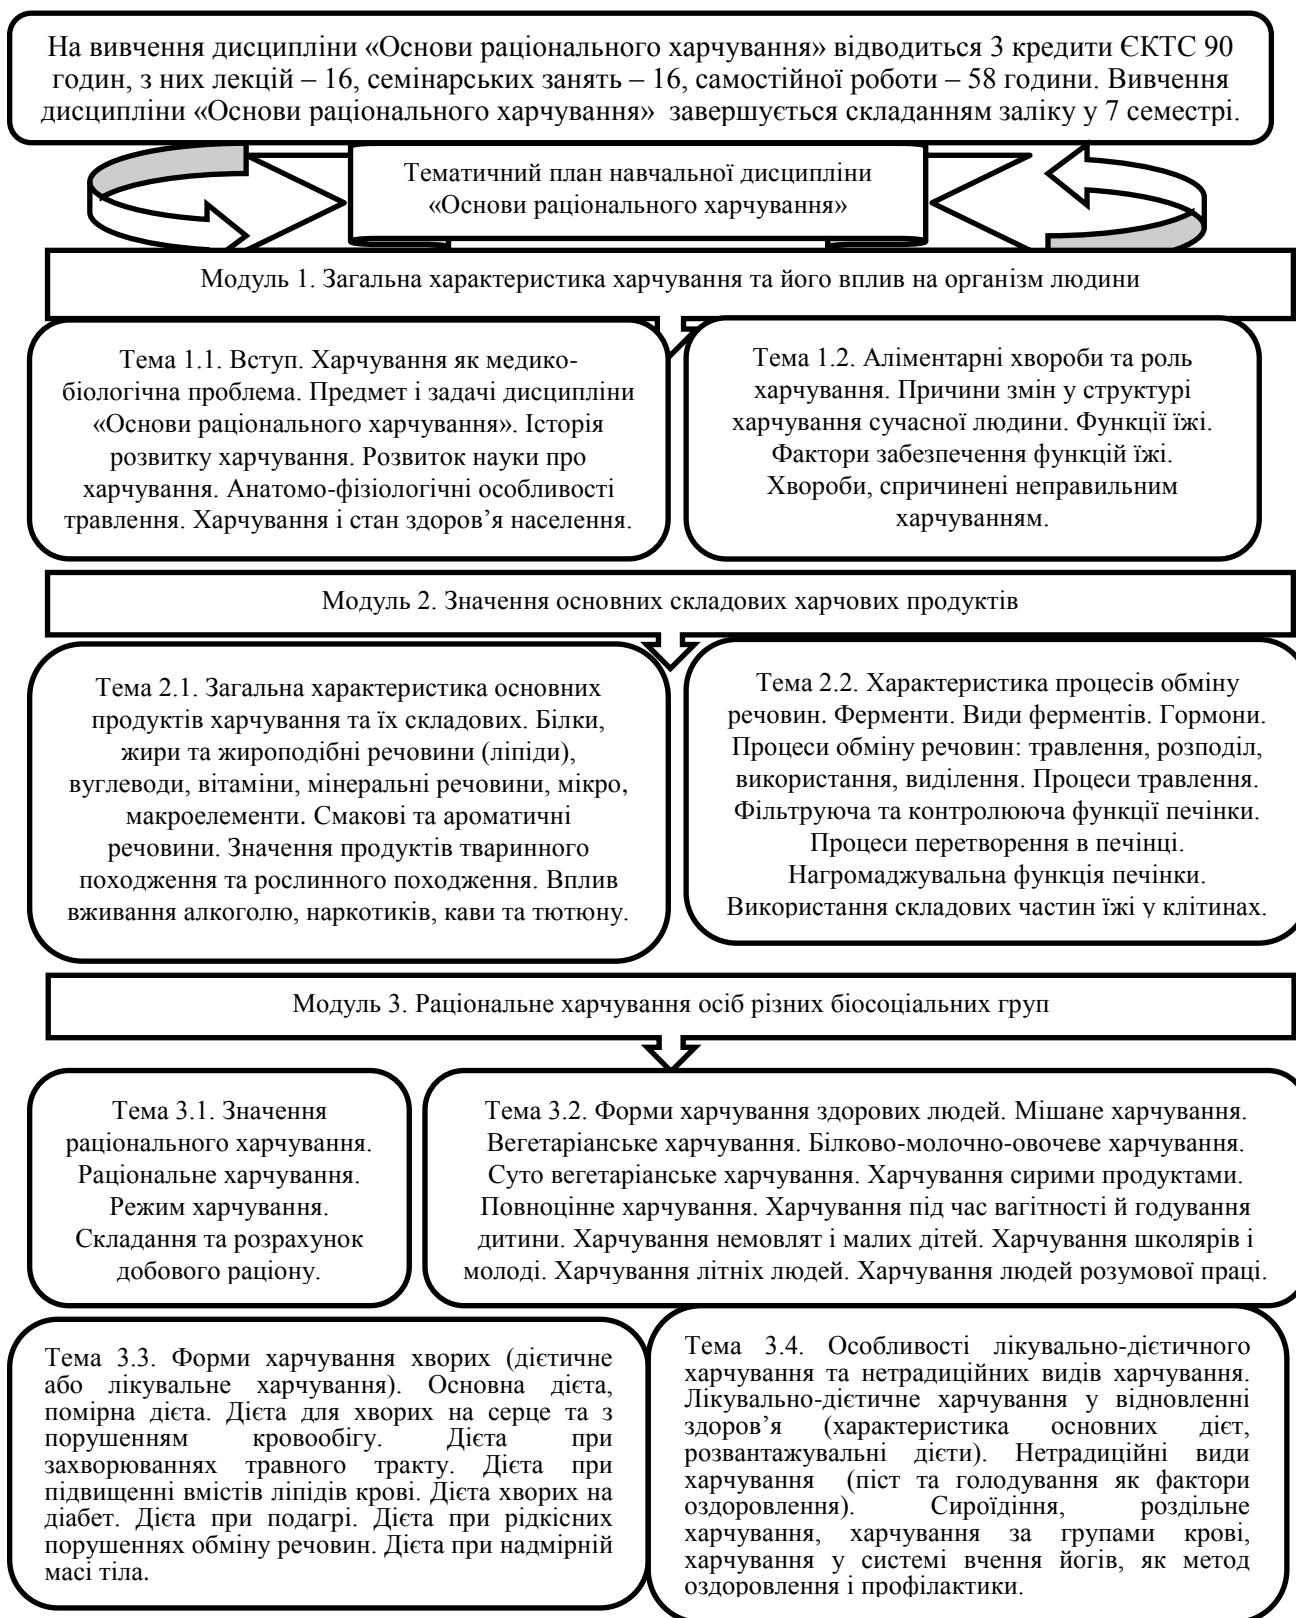 На вивчення дисципліни «Основи раціонального харчування» відводиться 3 кредити ЄКТС 90
годин, з них лекцій – 16, семінарських занять – 16, самостійної роботи – 58 години. Вивчення
дисципліни «Основи раціонального харчування» завершується складанням заліку у 7 семестрі.
Тематичний план навчальної дисципліни
«Основи раціонального харчування»
Модуль 1. Загальна характеристика харчування та його вплив на організм людини
Тема 1.1. Вступ. Харчування як медико-
біологічна проблема. Предмет і задачі дисципліни
«Основи раціонального харчування». Історія
розвитку харчування. Розвиток науки про
харчування. Анатомо-фізіологічні особливості
травлення. Харчування і стан здоров’я населення.
Тема 1.2. Аліментарні хвороби та роль
харчування. Причини змін у структурі
харчування сучасної людини. Функції їжі.
Фактори забезпечення функцій їжі.
Хвороби, спричинені неправильним
харчуванням.
Модуль 2. Значення основних складових харчових продуктів
Тема 2.1. Загальна характеристика основних
продуктів харчування та їх складових. Білки,
жири та жироподібні речовини (ліпіди),
вуглеводи, вітаміни, мінеральні речовини, мікро,
макроелементи. Смакові та ароматичні
речовини. Значення продуктів тваринного
походження та рослинного походження. Вплив
вживання алкоголю, наркотиків, кави та тютюну.
Тема 2.2. Характеристика процесів обміну
речовин. Ферменти. Види ферментів. Гормони.
Процеси обміну речовин: травлення, розподіл,
використання, виділення. Процеси травлення.
Фільтруюча та контролююча функції печінки.
Процеси перетворення в печінці.
Нагромаджувальна функція печінки.
Використання складових частин їжі у клітинах.
Модуль 3. Раціональне харчування осіб різних біосоціальних груп
Тема 3.1. Значення
раціонального харчування.
Раціональне харчування.
Режим харчування.
Складання та розрахунок
добового раціону.
Тема 3.2. Форми харчування здорових людей. Мішане харчування.
Вегетаріанське харчування. Білково-молочно-овочеве харчування.
Суто вегетаріанське харчування. Харчування сирими продуктами.
Повноцінне харчування. Харчування під час вагітності й годування
дитини. Харчування немовлят і малих дітей. Харчування школярів і
молоді. Харчування літніх людей. Харчування людей розумової праці.
Тема 3.3. Форми харчування хворих (дієтичне
або лікувальне харчування). Основна дієта,
помірна дієта. Дієта для хворих на серце та з
порушенням кровообігу. Дієта при
захворюваннях травного тракту. Дієта при
підвищенні вмістів ліпідів крові. Дієта хворих на
діабет. Дієта при подагрі. Дієта при рідкісних
порушеннях обміну речовин. Дієта при надмірній
масі тіла.
Тема 3.4. Особливості лікувально-дієтичного
харчування та нетрадиційних видів харчування.
Лікувально-дієтичне харчування у відновленні
здоров’я (характеристика основних дієт,
розвантажувальні дієти). Нетрадиційні види
харчування (піст та голодування як фактори
оздоровлення). Сироїдіння, роздільне
харчування, харчування за групами крові,
харчування у системі вчення йогів, як метод
оздоровлення і профілактики.